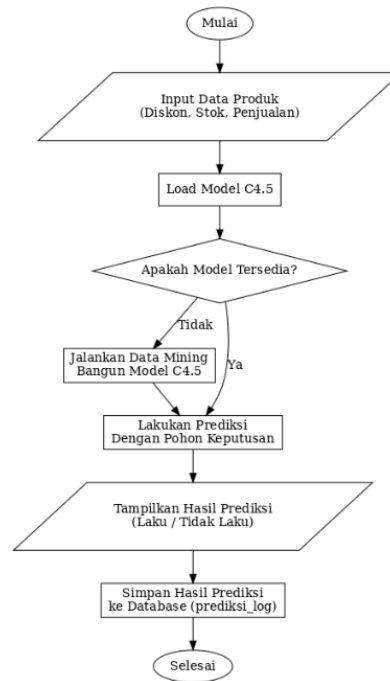 Mulai
Input Data Produk
(Diskon, Stok, Penjualan)
Load Model C4.5
Apakah Model Tersedia?
Tidak
Ya
Jalankan Data Mining
Bangun Model C4.5
Lakukan Prediksi
Dengan Pohon Keputusan
Tampilkan Hasil Prediksi
(Laku / Tidak Laku)
Simpan Hasil Prediksi
ke Database (prediksi_log)
Selesai